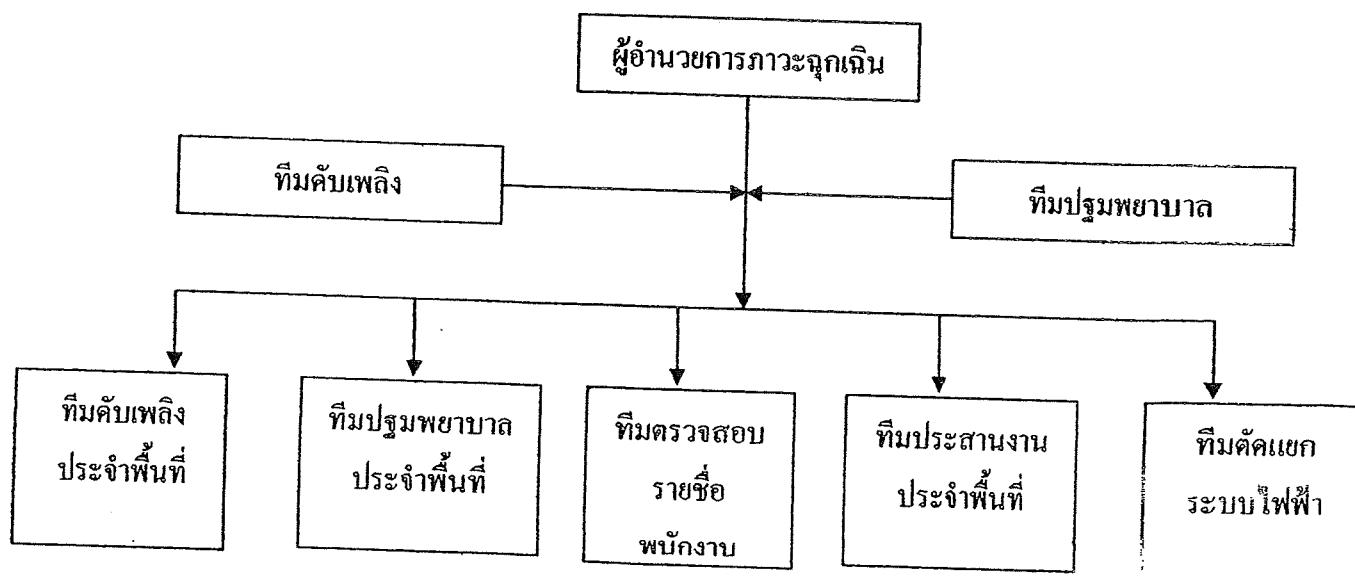 ผู้อำนวยการภาวะฉุกเฉิน
ทีมดับเพลิง
ทีมปฐมพยาบาล
ทีมดับเพลิง
ประจำพื้นที่
ทีมปฐมพยาบาล
ประจำพื้นที่
ทีมตรวจสอบ
รายชื่อ
พนักงาน
ทีมประสานงาน
ประจำพื้นที่
ทีมตัดแยก
ระบบไฟฟ้า